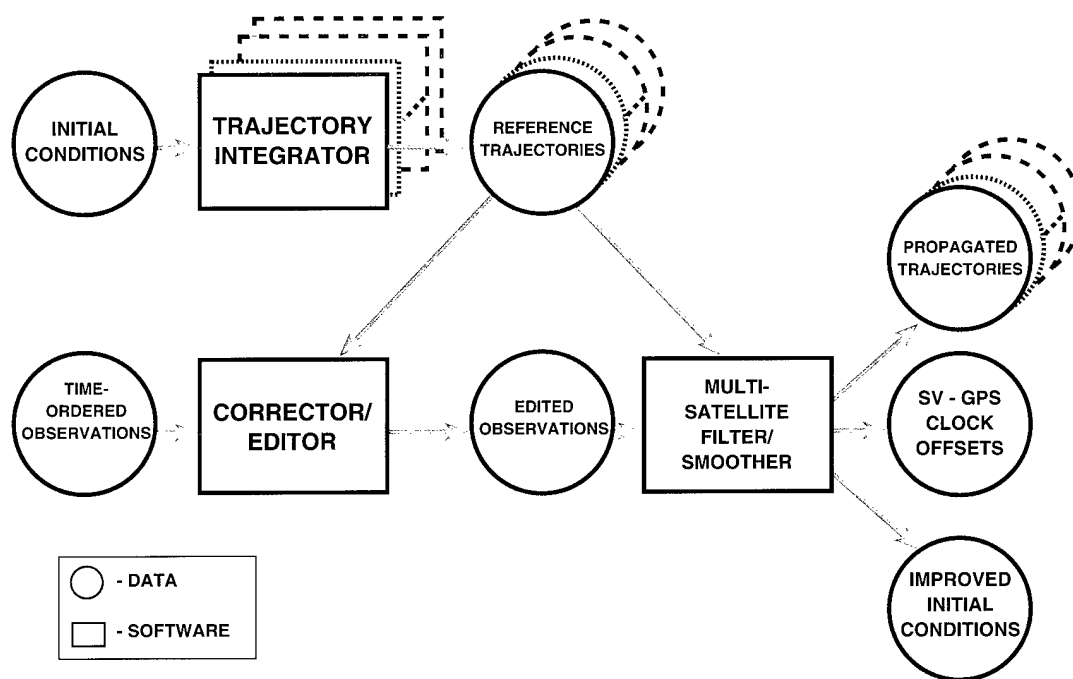 INITIAL
CONDITIONS
TRAJECTORY
INTEGRATOR
REFERENCE
TRAJECTORIES
PROPAGATED
TRAJECTORIES
TIME-
ORDERED
OBSERVATIONS
CORRECTOR/
EDITOR
EDITED
OBSERVATIONS
MULTI-
SATELLITE
FILTER/
SMOOTHER
SV - GPS
CLOCK
OFFSETS
IMPROVED
INITIAL
CONDITIONS
- DATA
- SOFTWARE